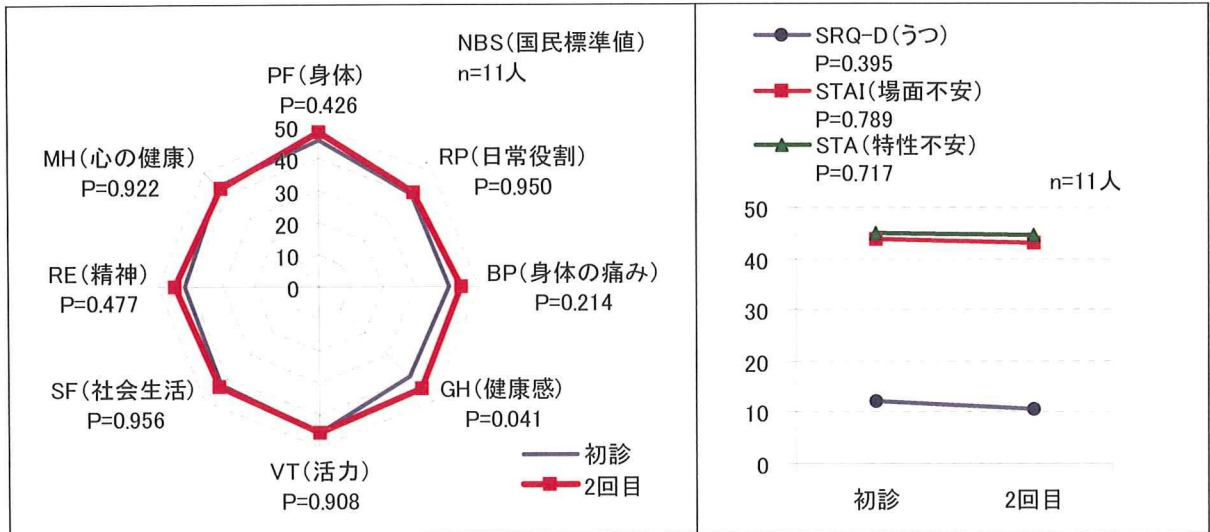 NBS(国民標準値)
n=11人
PF(身体)
P=0.426
RP(日常役割)
P=0.950
BP(身体の痛み)
P=0.214
GH(健康感)
P=0.041
VT(活力)
P=0.908
SF(社会生活)
P=0.956
RE(精神)
P=0.477
MH(心の健康)
P=0.922
50
40
30
20
10
0
初診
2回目
SRQ-D(うつ)
P=0.395
STAI(場面不安)
P=0.789
STA(特性不安)
P=0.717
n=11人
50
40
30
20
10
0
初診 2回目